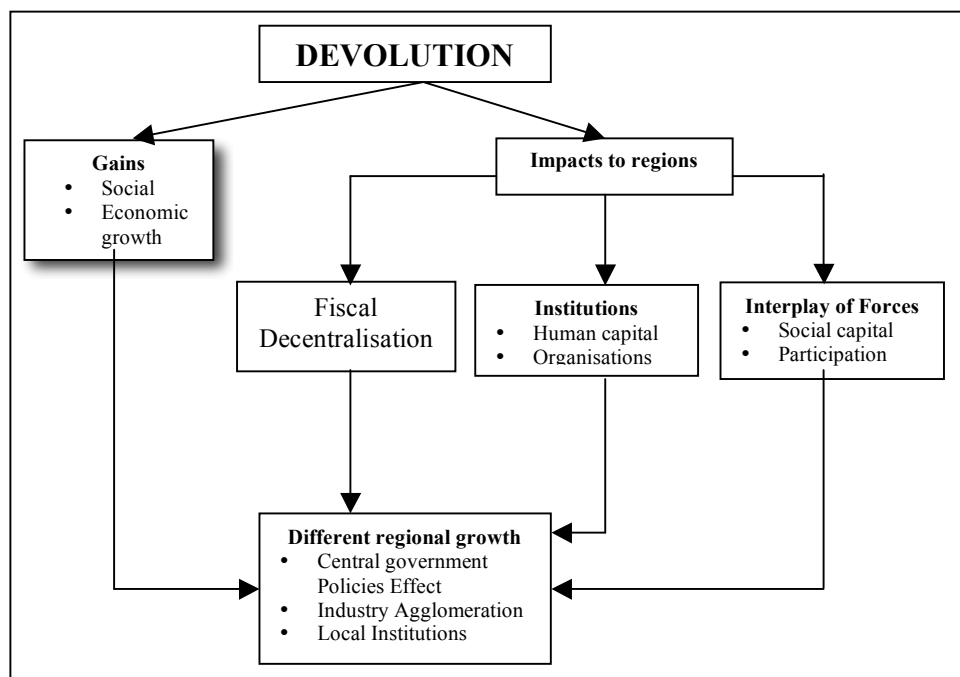 DEVOLUTION
Gains
• Social
• Economic
growth
Impacts to regions
Fiscal
Decentralisation
Institutions
• Human capital
• Organisations
Interplay of Forces
• Social capital
• Participation
Different regional growth
• Central government
Policies Effect
• Industry Agglomeration
• Local Institutions